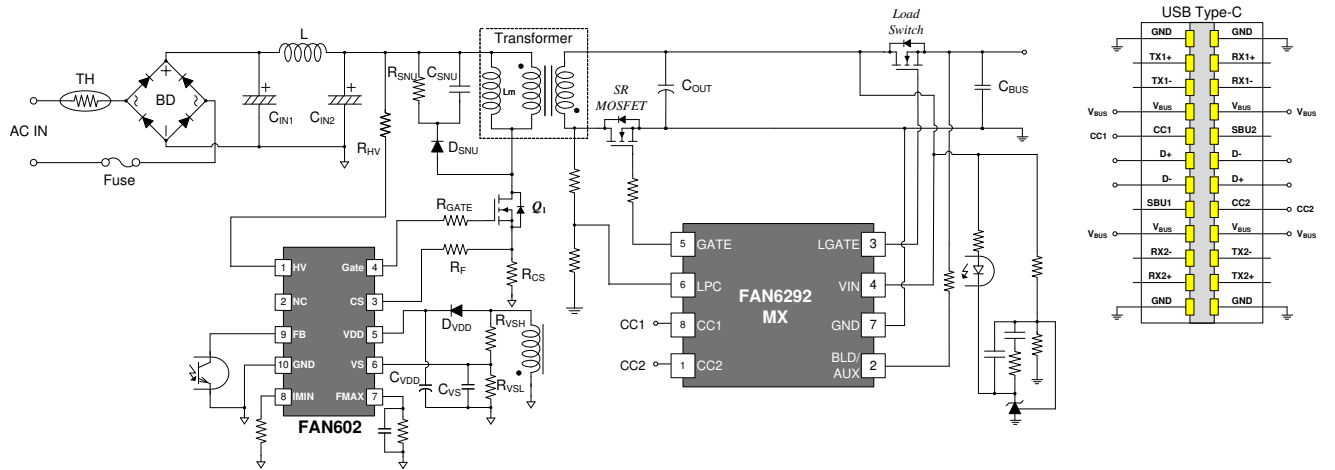 USB Type-C
Load
Switch
Transformer
L
TH
BD
AC IN
Fuse
+
+
+
C_IN1
C_IN2
R_HV
R_SNU
C_SNU
D_SNU
Lm
SR
MOSFET
C_OUT
C_BUS
R_GATE
Q1
R_F
R_CS
1 HV
2 NC
9 FB
10 GND
8 IMIN
Gate 4
CS 3
VDD 5
VS 6
FMAX 7
FAN602
D_VDD
R_VSH
R_VSL
C_VDD
C_VS
5 GATE
6 LPC
8 CC1
1 CC2
FAN6292
MX
LGATE 3
VIN 4
GND 7
BLD/
AUX 2
CC1
CC2
GND GND
TX1+ RX1+
TX1- RX1-
V_BUS V_BUS V_BUS V_BUS
CC1 CC1 SBU2
D+ D-
D- D+
SBU1 CC2 CC2
V_BUS V_BUS V_BUS V_BUS
RX2- TX2-
RX2+ TX2+
GND GND